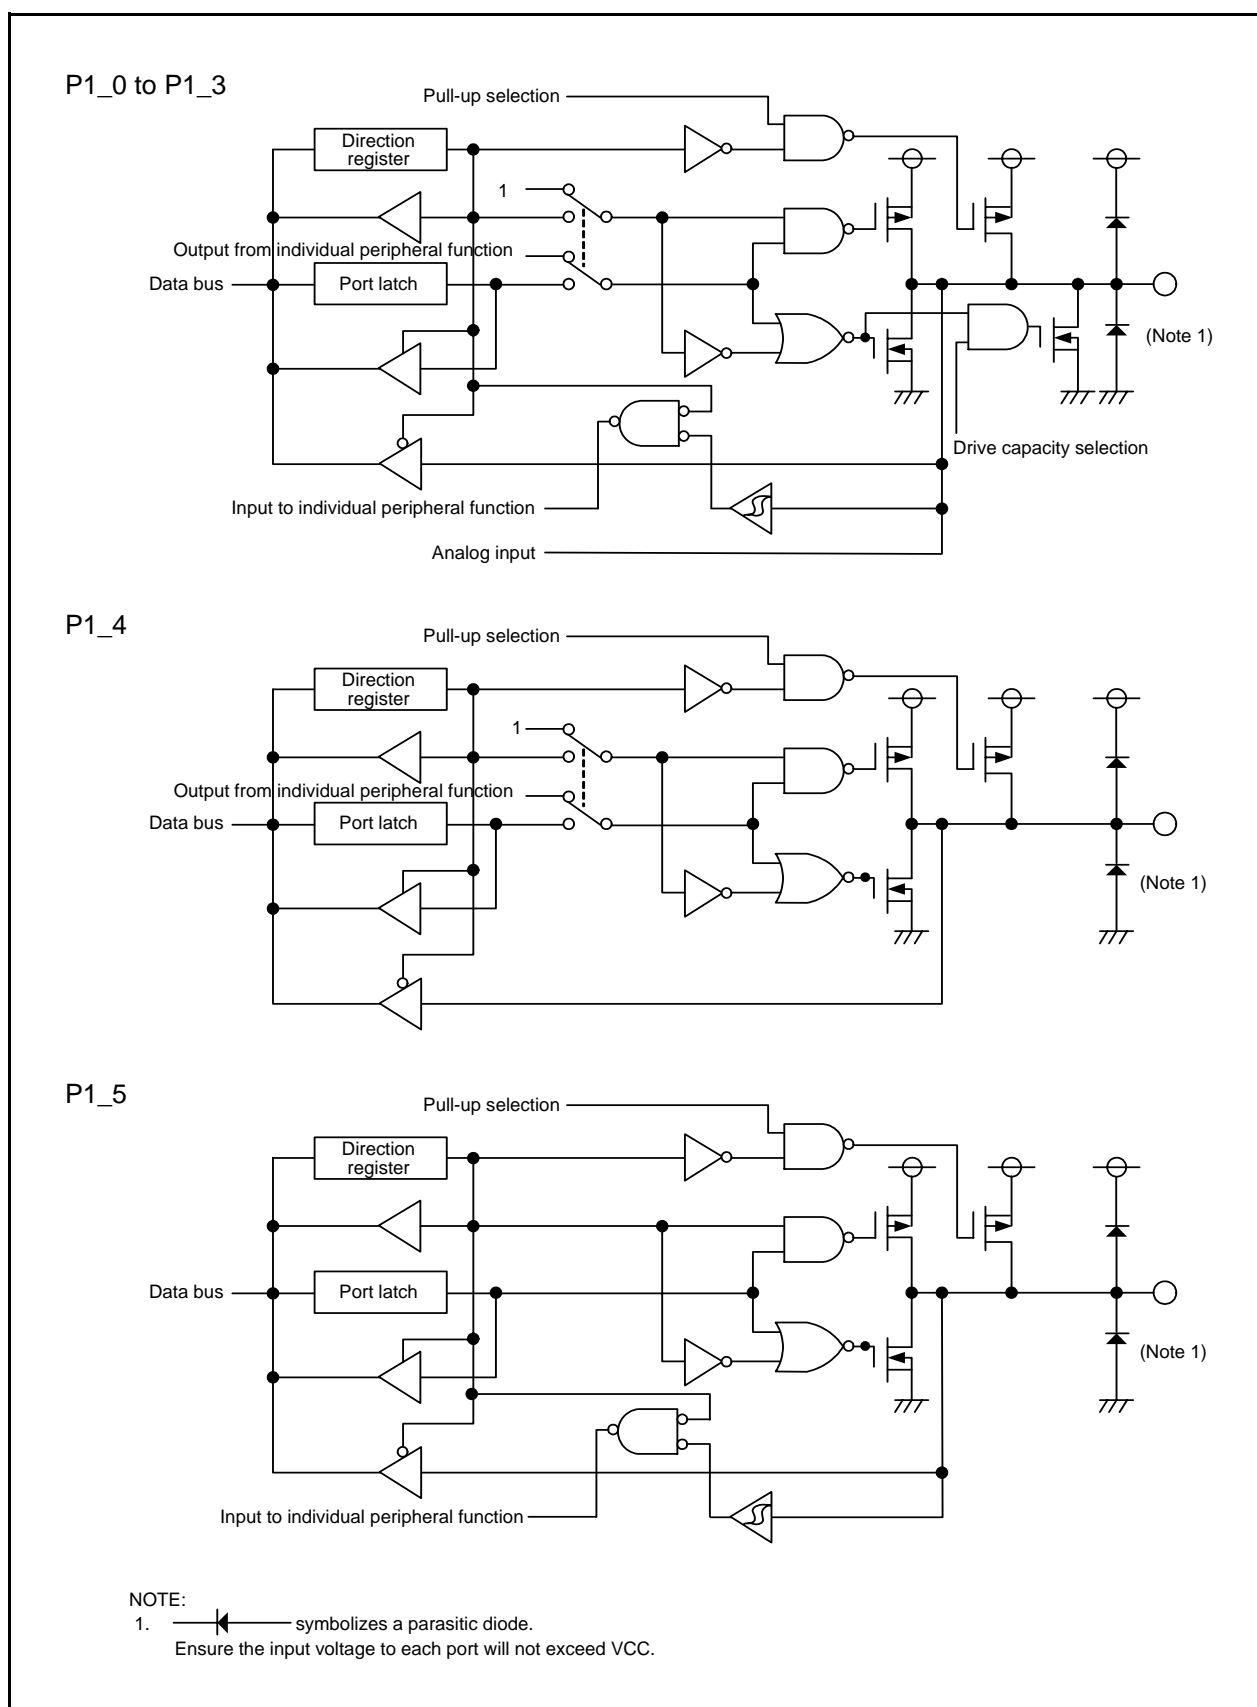 P1_0 to P1_3
Pull-up selection
Direction
register
1
Output from individual peripheral function
Data bus
Port latch
(Note 1)
Drive capacity selection
Input to individual peripheral function
Analog input
P1_4
Pull-up selection
Direction
register
1
Output from individual peripheral function
Data bus
Port latch
(Note 1)
P1_5
Pull-up selection
Direction
register
Data bus
Port latch
(Note 1)
Input to individual peripheral function
NOTE:
1. symbolizes a parasitic diode.
Ensure the input voltage to each port will not exceed VCC.